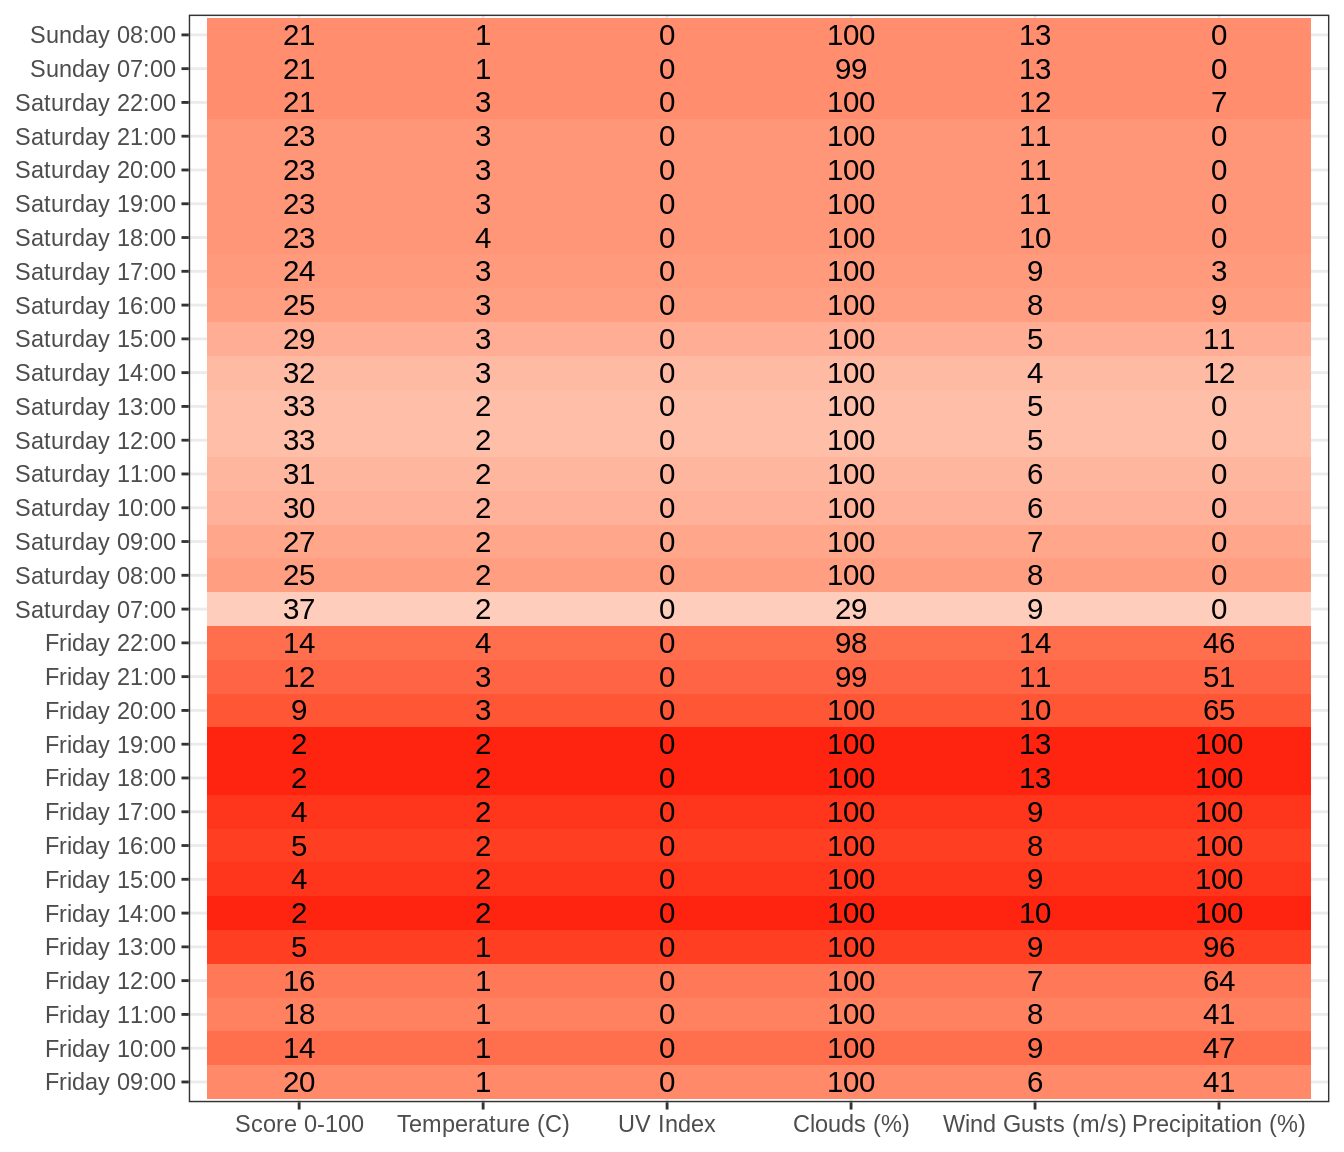 Sunday 08:00 21 1 0 100 13 0
Sunday 07:00 21 1 0 99 13 0
Saturday 22:00 21 3 0 100 12 7
Saturday 21:00 23 3 0 100 11 0
Saturday 20:00 23 3 0 100 11 0
Saturday 19:00 23 3 0 100 11 0
Saturday 18:00 23 4 0 100 10 0
Saturday 17:00 24 3 0 100 9 3
Saturday 16:00 25 3 0 100 8 9
Saturday 15:00 29 3 0 100 5 11
Saturday 14:00 32 3 0 100 4 12
Saturday 13:00 33 2 0 100 5 0
Saturday 12:00 33 2 0 100 5 0
Saturday 11:00 31 2 0 100 6 0
Saturday 10:00 30 2 0 100 6 0
Saturday 09:00 27 2 0 100 7 0
Saturday 08:00 25 2 0 100 8 0
Saturday 07:00 37 2 0 29 9 0
Friday 22:00 14 4 0 98 14 46
Friday 21:00 12 3 0 99 11 51
Friday 20:00 9 3 0 100 10 65
Friday 19:00 2 2 0 100 13 100
Friday 18:00 2 2 0 100 13 100
Friday 17:00 4 2 0 100 9 100
Friday 16:00 5 2 0 100 8 100
Friday 15:00 4 2 0 100 9 100
Friday 14:00 2 2 0 100 10 100
Friday 13:00 5 1 0 100 9 96
Friday 12:00 16 1 0 100 7 64
Friday 11:00 18 1 0 100 8 41
Friday 10:00 14 1 0 100 9 47
Friday 09:00 20 1 0 100 6 41
Score 0-100 Temperature (C) UV Index Clouds (%) Wind Gusts (m/s) Precipitation (%)